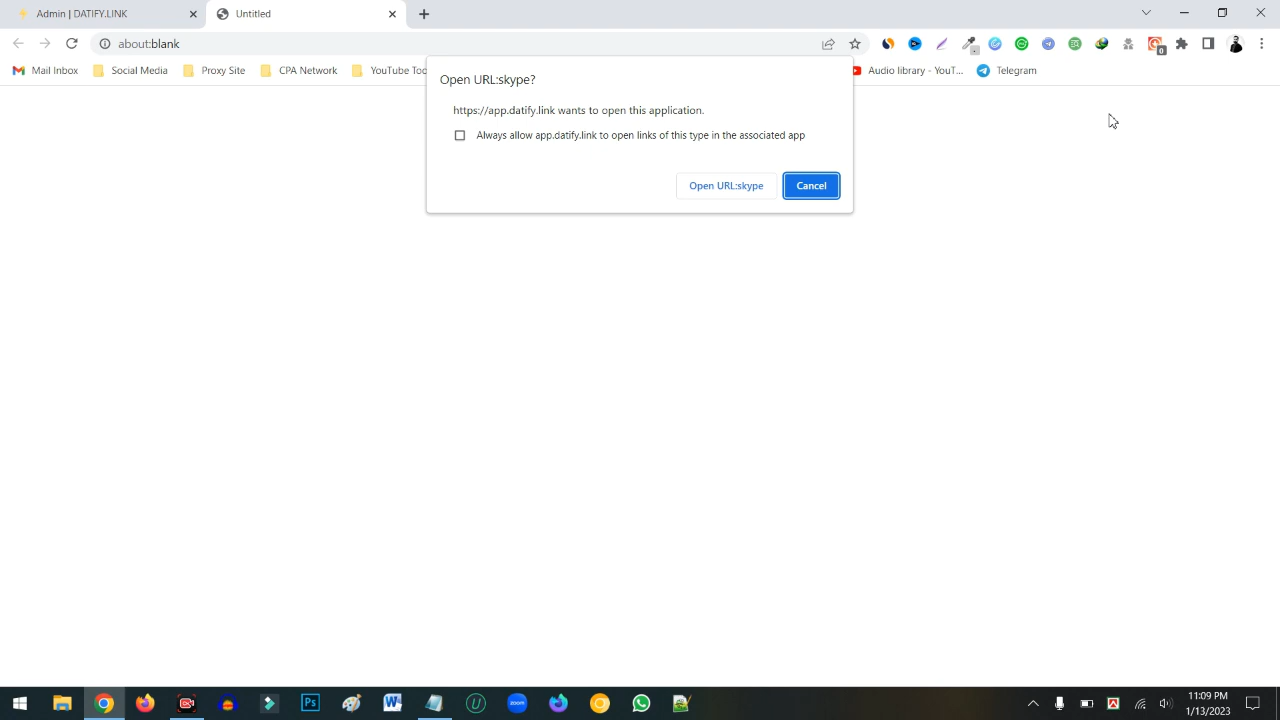 Admin | DATIFY.LINK
Untitled
about:blank
0
Mail Inbox
Social Media
Proxy Site
CPA Network
YouTube Too
Audio library - YouT...
Telegram
Open URL:skype?
https://app.datify.link wants to open this application.
Always allow app.datify.link to open links of this type in the associated app
Open URL:skype
Cancel
Ps
W
U
zoom
11:09 PM
1/13/2023